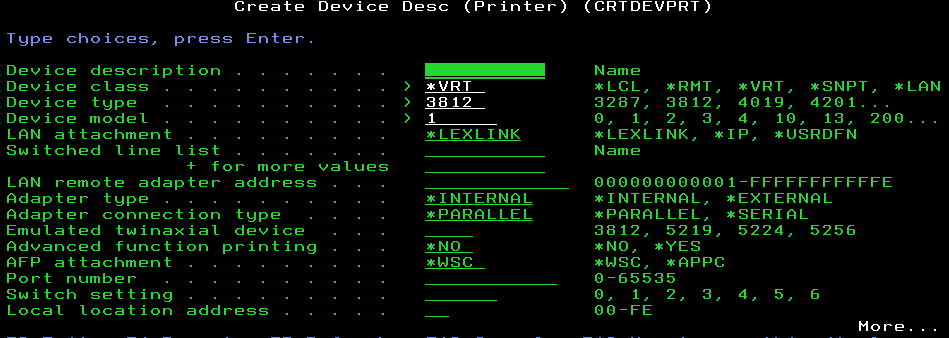 Create Device Desc (Printer) (CRTDEVPRT)
Type choices, press Enter.
Device description . . . . . . . Name
Device class . . . . . . . . . . > *VRT *LCL, *RMT, *VRT, *SNPT, *LAN
Device type . . . . . . . . . . > 3812 3287, 3812, 4019, 4201...
Device model . . . . . . . . . . > 1 0, 1, 2, 3, 4, 10, 13, 200...
LAN attachment . . . . . . . . . *LEXLINK *LEXLINK, *IP, *USRDFN
Switched line list . . . . . . . Name
+ for more values
LAN remote adapter address . . . 000000000001-FFFFFFFFFFFE
Adapter type . . . . . . . . . . *INTERNAL *INTERNAL, *EXTERNAL
Adapter connection type . . . . *PARALLEL *PARALLEL, *SERIAL
Emulated twinaxial device . . . 3812, 5219, 5224, 5256
Advanced function printing . . . *NO *NO, *YES
AFP attachment . . . . . . . . . *WSC *WSC, *APPC
Port number . . . . . . . . . . 0-65535
Switch setting . . . . . . . . . 0, 1, 2, 3, 4, 5, 6
Local location address . . . . . 00-FE
More...